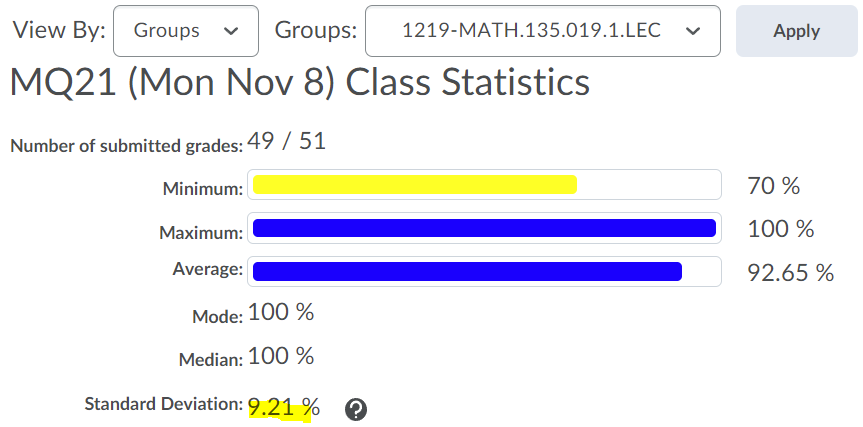 View By: Groups Groups: 1219-MATH.135.019.1.LEC Apply
MQ21 (Mon Nov 8) Class Statistics
Number of submitted grades: 49 / 51
Minimum: 70 %
Maximum: 100 %
Average: 92.65 %
Mode: 100 %
Median: 100 %
Standard Deviation: 9.21 % ?